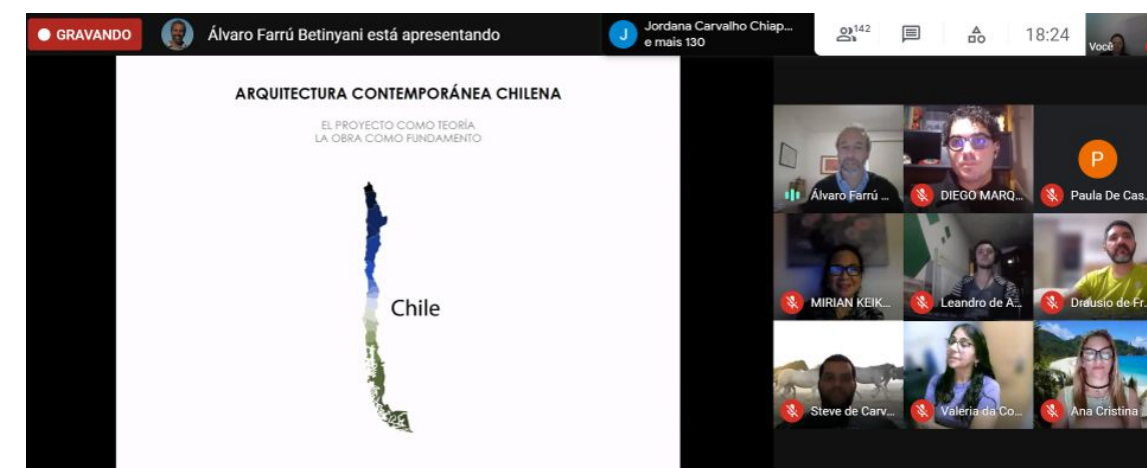 GRAVANDO
Álvaro Farrú Betinyani está apresentando
J
Jordana Carvalho Chiap...
e mais 130
142
18:24
Você
ARQUITECTURA CONTEMPORÁNEA CHILENA
EL PROYECTO COMO TEORÍA
LA OBRA COMO FUNDAMENTO
Chile
P
Álvaro Farrú ...
DIEGO MARQ...
Paula De Cas...
MIRIAN KEIK...
Leandro de A...
Drausio de Fr...
Steve de Carv...
Valéria da Co...
Ana Cristina